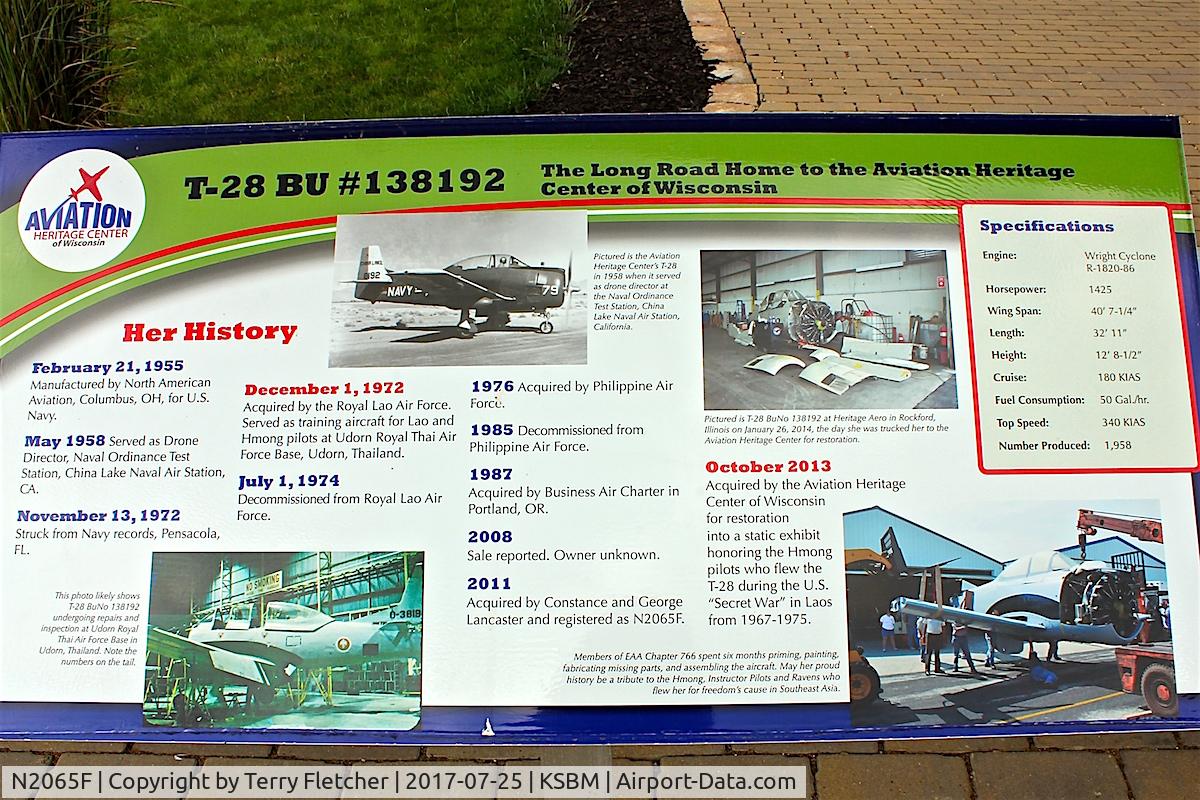 AVIATION
HERITAGE CENTER
of Wisconsin
T-28 BU #138192
The Long Road Home to the Aviation Heritage
Center of Wisconsin
Her History
February 21, 1955
Manufactured by North American
Aviation, Columbus, OH, for U.S.
Navy.
May 1958 Served as Drone
Director, Naval Ordinance Test
Station, China Lake Naval Air Station,
CA.
November 13, 1972
Struck from Navy records, Pensacola,
FL.
This photo likely shows
T-28 BuNo 138192
undergoing repairs and
inspection at Udorn Royal
Thai Air Force Base in
Udorn, Thailand. Note the
numbers on the tail.
NO SMOKING
0-3819
8192
NAVY
79
Pictured is the Aviation
Heritage Center's T-28
in 1958 when it served
as drone director at
the Naval Ordinance
Test Station, China
Lake Naval Air Station,
California.
December 1, 1972
Acquired by the Royal Lao Air Force.
Served as training aircraft for Lao and
Hmong pilots at Udorn Royal Thai Air
Force Base, Udorn, Thailand.
July 1, 1974
Decommissioned from Royal Lao Air
Force.
1976 Acquired by Philippine Air
Force.
1985 Decommissioned from
Philippine Air Force.
1987
Acquired by Business Air Charter in
Portland, OR.
2008
Sale reported. Owner unknown.
2011
Acquired by Constance and George
Lancaster and registered as N2065F.
Pictured is T-28 BuNo 138192 at Heritage Aero in Rockford,
Illinois on January 26, 2014, the day she was trucked her to the
Aviation Heritage Center for restoration.
October 2013
Acquired by the Aviation Heritage
Center of Wisconsin
for restoration
into a static exhibit
honoring the Hmong
pilots who flew the
T-28 during the U.S.
"Secret War" in Laos
from 1967-1975.
Members of EAA Chapter 766 spent six months priming, painting,
fabricating missing parts, and assembling the aircraft. May her proud
history be a tribute to the Hmong, Instructor Pilots and Ravens who
flew her for freedom's cause in Southeast Asia.
Specifications
Engine: Wright Cyclone
R-1820-86
Horsepower: 1425
Wing Span: 40' 7-1/4"
Length: 32' 11"
Height: 12' 8-1/2"
Cruise: 180 KIAS
Fuel Consumption: 50 Gal./hr.
Top Speed: 340 KIAS
Number Produced: 1,958
N2065F | Copyright by Terry Fletcher | 2017-07-25 | KSBM | Airport-Data.com